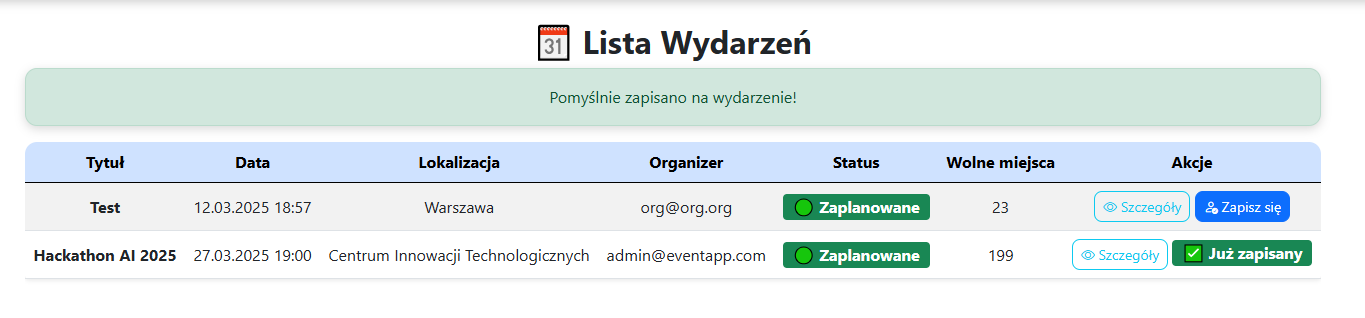 31 Lista Wydarzeń
Pomyślnie zapisano na wydarzenie!
Tytuł Data Lokalizacja Organizer Status Wolne miejsca Akcje
Test 12.03.2025 18:57 Warszawa org@org.org Zaplanowane 23 Szczegóły Zapisz się
Hackathon AI 2025 27.03.2025 19:00 Centrum Innowacji Technologicznych admin@eventapp.com Zaplanowane 199 Szczegóły Już zapisany